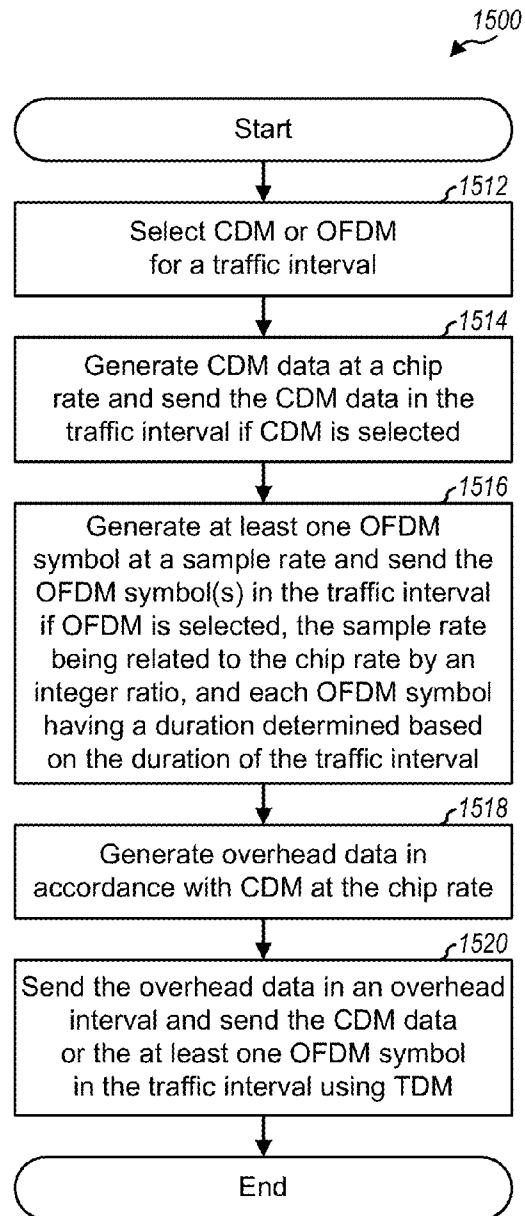 1500
Start
1512
Select CDM or OFDM
for a traffic interval
1514
Generate CDM data at a chip
rate and send the CDM data in the
traffic interval if CDM is selected
1516
Generate at least one OFDM
symbol at a sample rate and send the
OFDM symbol(s) in the traffic interval
if OFDM is selected, the sample rate
being related to the chip rate by an
integer ratio, and each OFDM symbol
having a duration determined based
on the duration of the traffic interval
1518
Generate overhead data in
accordance with CDM at the chip rate
1520
Send the overhead data in an overhead
interval and send the CDM data
or the at least one OFDM symbol
in the traffic interval using TDM
End